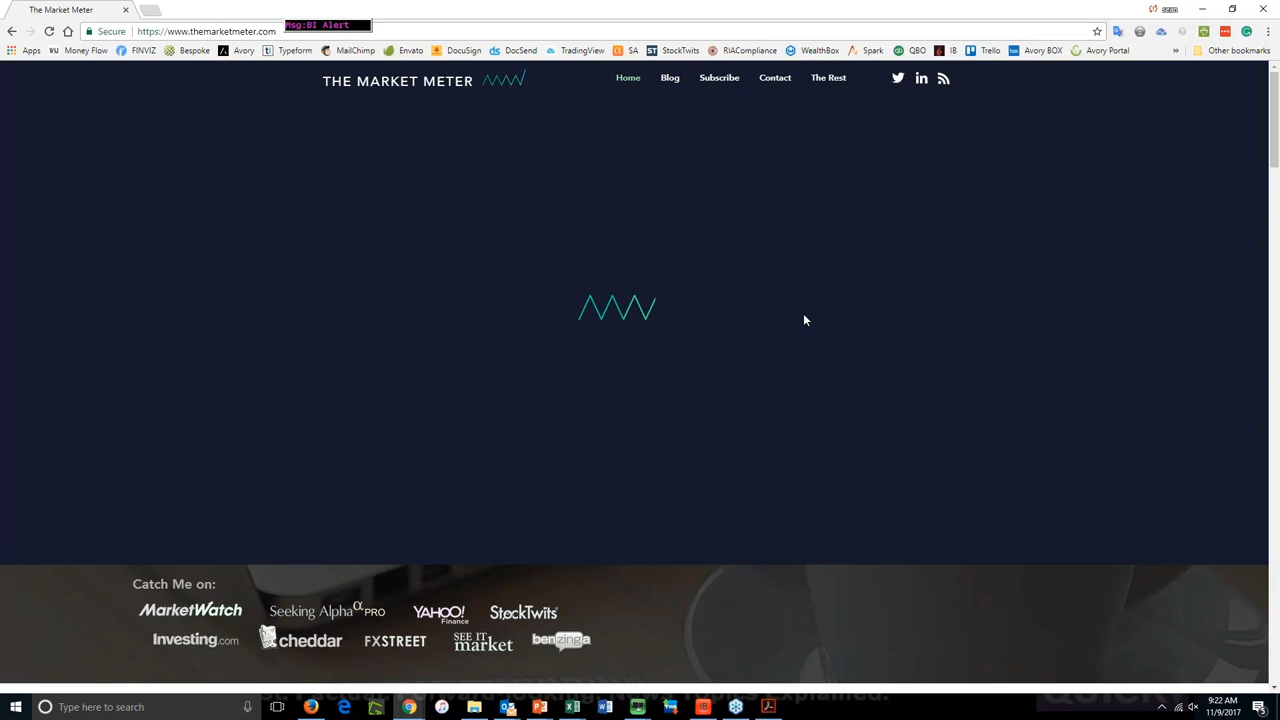 The Market Meter
sean
Secure
https://www.themarketmeter.com
Msg:BI Alert
Apps
Money Flow
FINVIZ
Bespoke
Avory
Typeform
MailChimp
Envato
DocuSign
DocSend
TradingView
SA
StockTwits
RIACompliance
WealthBox
Spark
QBO
IB
Trello
Avory BOX
Avory Portal
»
Other bookmarks
THE MARKET METER
Home
Blog
Subscribe
Contact
The Rest
Catch Me on:
MarketWatch
Seeking Alpha α PRO
YAHOO! Finance
StockTwits
Investing.com
cheddar
FXSTREET
SEE IT market
benzinga
Type here to search
9:22 AM
11/9/2017